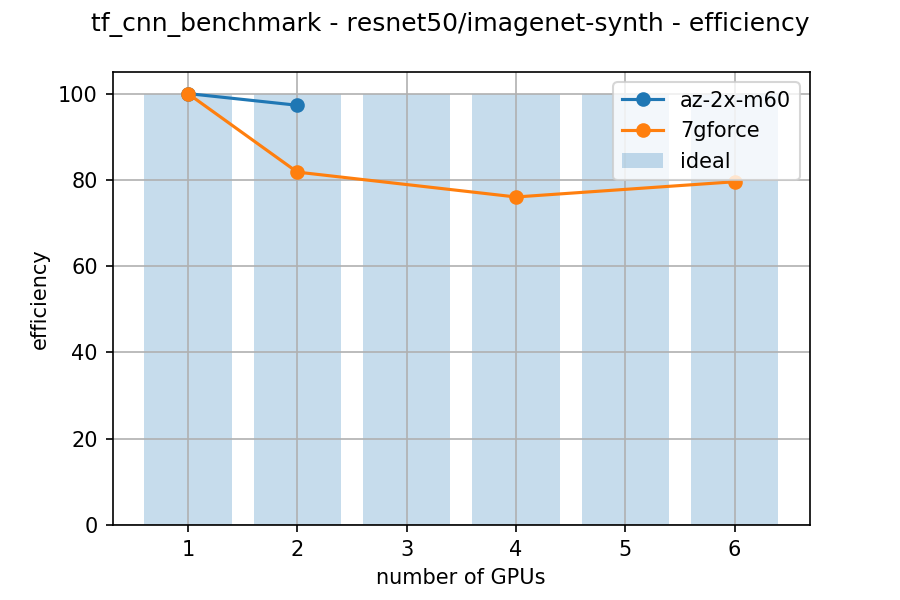 tf_cnn_benchmark - resnet50/imagenet-synth - efficiency
100
80
60
40
20
0
efficiency
az-2x-m60
7gforce
ideal
1 2 3 4 5 6
number of GPUs